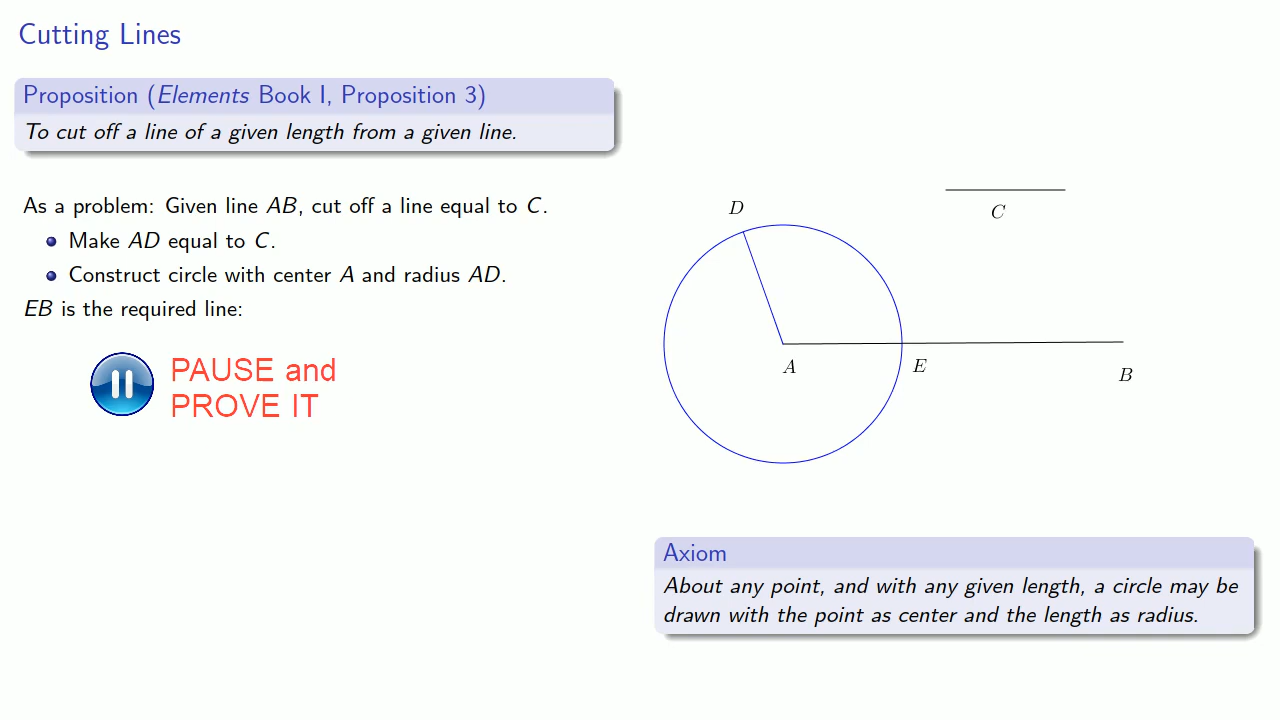 Cutting Lines
Proposition (Elements Book I, Proposition 3)
To cut off a line of a given length from a given line.
As a problem: Given line AB, cut off a line equal to C.
Make AD equal to C.
Construct circle with center A and radius AD.
EB is the required line:
PAUSE and
PROVE IT
C
D
A
E
B
Axiom
About any point, and with any given length, a circle may be
drawn with the point as center and the length as radius.